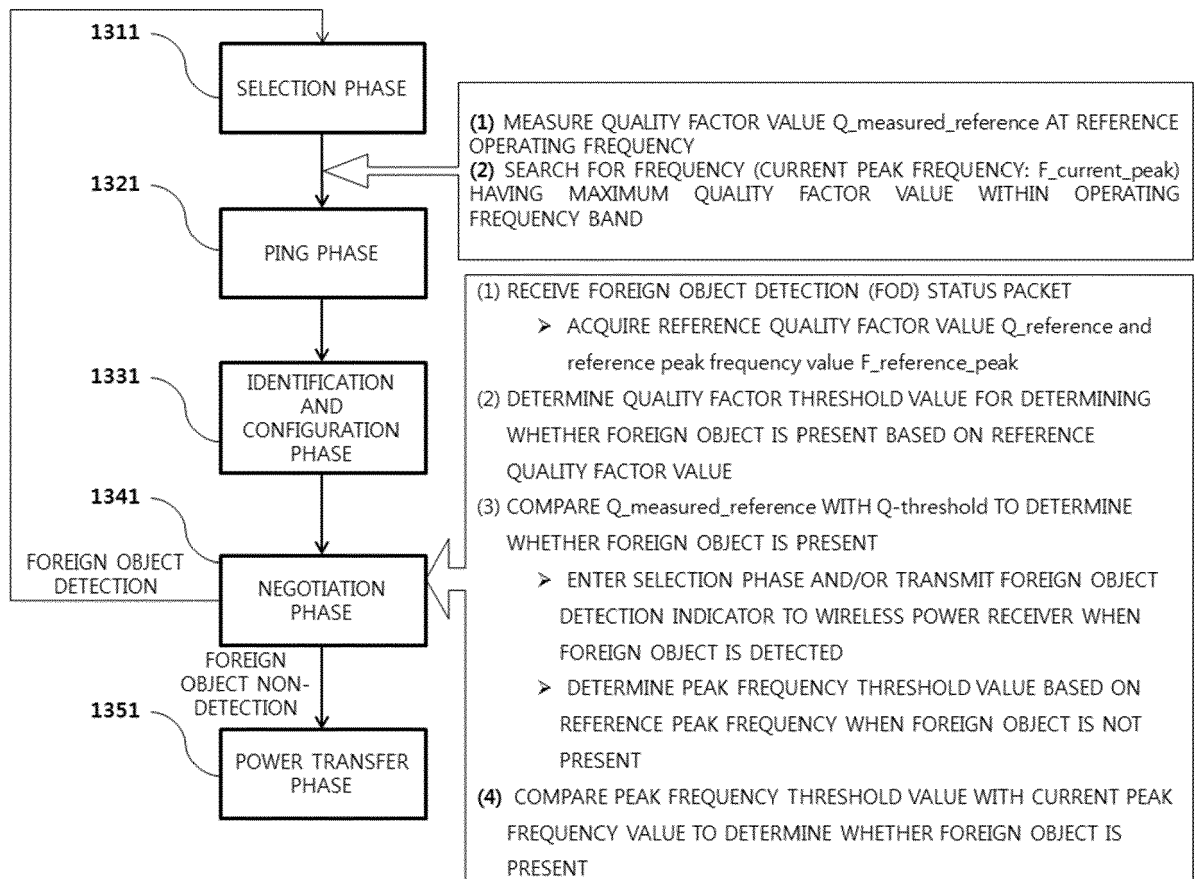 1311
SELECTION PHASE
(1) MEASURE QUALITY FACTOR VALUE Q_measured_reference AT REFERENCE
OPERATING FREQUENCY
(2) SEARCH FOR FREQUENCY (CURRENT PEAK FREQUENCY: F_current_peak)
HAVING MAXIMUM QUALITY FACTOR VALUE WITHIN OPERATING
FREQUENCY BAND
1321
PING PHASE
1331
IDENTIFICATION
AND
CONFIGURATION
PHASE
1341
NEGOTIATION
PHASE
FOREIGN OBJECT
DETECTION
FOREIGN
OBJECT NON-
DETECTION
1351
POWER TRANSFER
PHASE
(1) RECEIVE FOREIGN OBJECT DETECTION (FOD) STATUS PACKET
➢ ACQUIRE REFERENCE QUALITY FACTOR VALUE Q_reference and
reference peak frequency value F_reference_peak
(2) DETERMINE QUALITY FACTOR THRESHOLD VALUE FOR DETERMINING
WHETHER FOREIGN OBJECT IS PRESENT BASED ON REFERENCE
QUALITY FACTOR VALUE
(3) COMPARE Q_measured_reference WITH Q-threshold TO DETERMINE
WHETHER FOREIGN OBJECT IS PRESENT
➢ ENTER SELECTION PHASE AND/OR TRANSMIT FOREIGN OBJECT
DETECTION INDICATOR TO WIRELESS POWER RECEIVER WHEN
FOREIGN OBJECT IS DETECTED
➢ DETERMINE PEAK FREQUENCY THRESHOLD VALUE BASED ON
REFERENCE PEAK FREQUENCY WHEN FOREIGN OBJECT IS NOT
PRESENT
(4) COMPARE PEAK FREQUENCY THRESHOLD VALUE WITH CURRENT PEAK
FREQUENCY VALUE TO DETERMINE WHETHER FOREIGN OBJECT IS
PRESENT